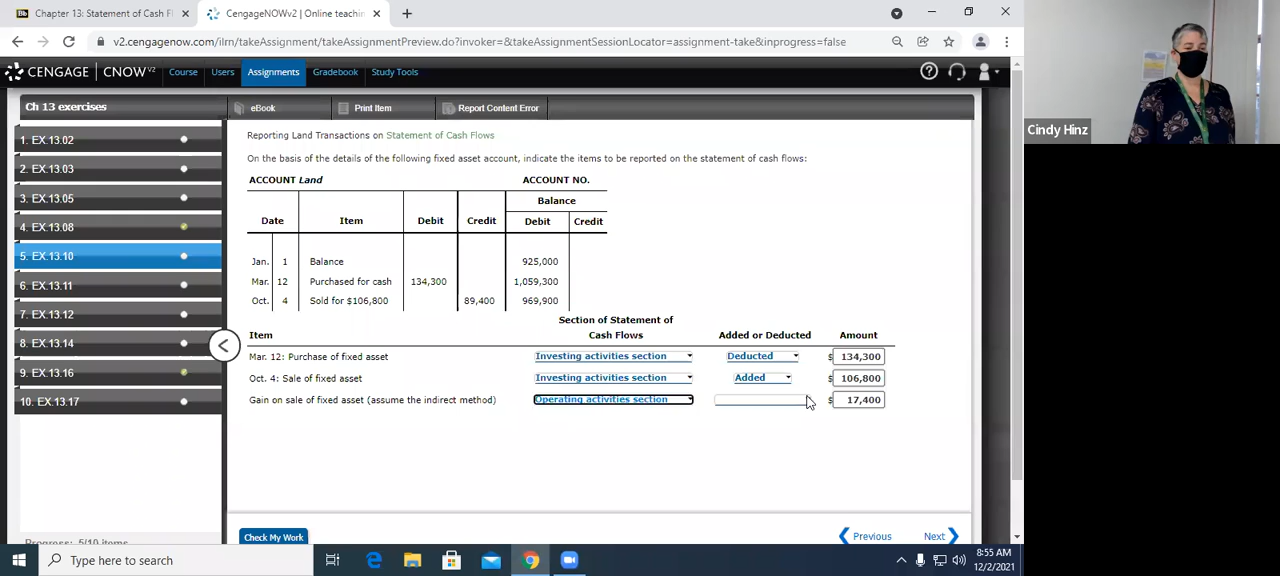 Chapter 13: Statement of Cash F
CengageNOWv2 | Online teachin
v2.cengagenow.com/ilrn/takeAssignment/takeAssignmentPreview.do?invoker=&takeAssignmentSessionLocator=assignment-take&inprogress=false
CENGAGE | CNOWv2 Course Users Assignments Gradebook Study Tools
Ch 13 exercises
eBook Print Item Report Content Error
1. EX.13.02
2. EX.13.03
3. EX.13.05
4. EX.13.08
5. EX.13.10
6. EX.13.11
7. EX.13.12
8. EX.13.14
9. EX.13.16
10. EX.13.17
Progress: 5/10 items
Reporting Land Transactions on Statement of Cash Flows
On the basis of the details of the following fixed asset account, indicate the items to be reported on the statement of cash flows:
ACCOUNT Land ACCOUNT NO.
Balance
Date Item Debit Credit Debit Credit
Jan. 1 Balance 925,000
Mar. 12 Purchased for cash 134,300 1,059,300
Oct. 4 Sold for $106,800 89,400 969,900
Section of Statement of
Item Cash Flows Added or Deducted Amount
Mar. 12: Purchase of fixed asset Investing activities section Deducted $ 134,300
Oct. 4: Sale of fixed asset Investing activities section Added $ 106,800
Gain on sale of fixed asset (assume the indirect method) Operating activities section $ 17,400
Check My Work
Previous Next
Cindy Hinz
Type here to search
8:55 AM
12/2/2021